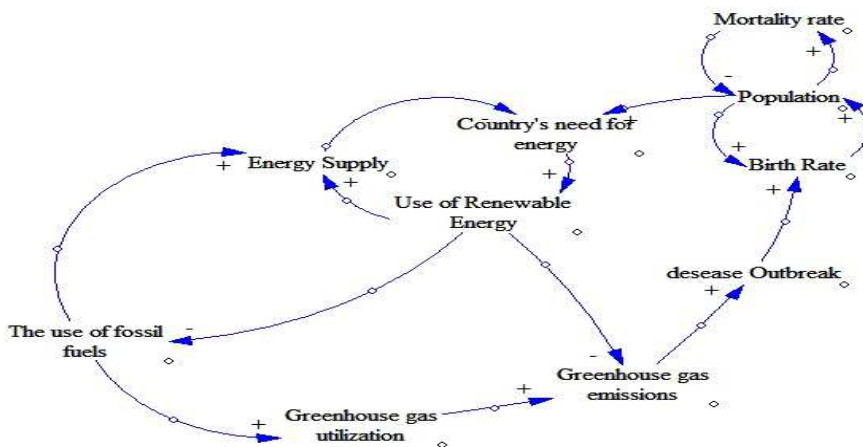 Mortality rate
+
-
Population
+
Country's need for
energy
-
+
+
Birth Rate
+
+
Energy Supply
+
+
+
Use of Renewable
Energy
desease Outbreak
+
The use of fossil
fuels
-
-
Greenhouse gas
emissions
+
Greenhouse gas
utilization
+